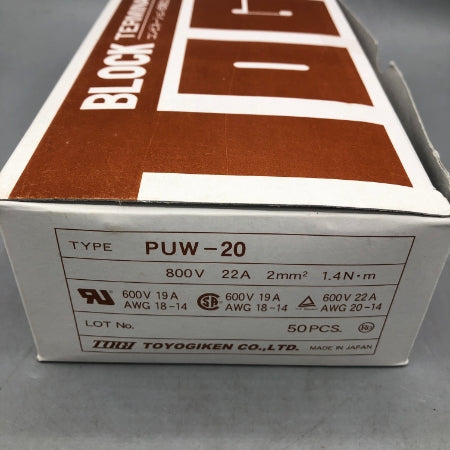 BLOCK TERMINA
TYPE PUW-20
800V 22A 2mm² 1.4N·m
600V 19A 600V 19A 600V 22A
AWG 18-14 AWG 18-14 AWG 20-14
LOT No. 50PCS.
TOGI TOYOGIKEN CO.,LTD. MADE IN JAPAN